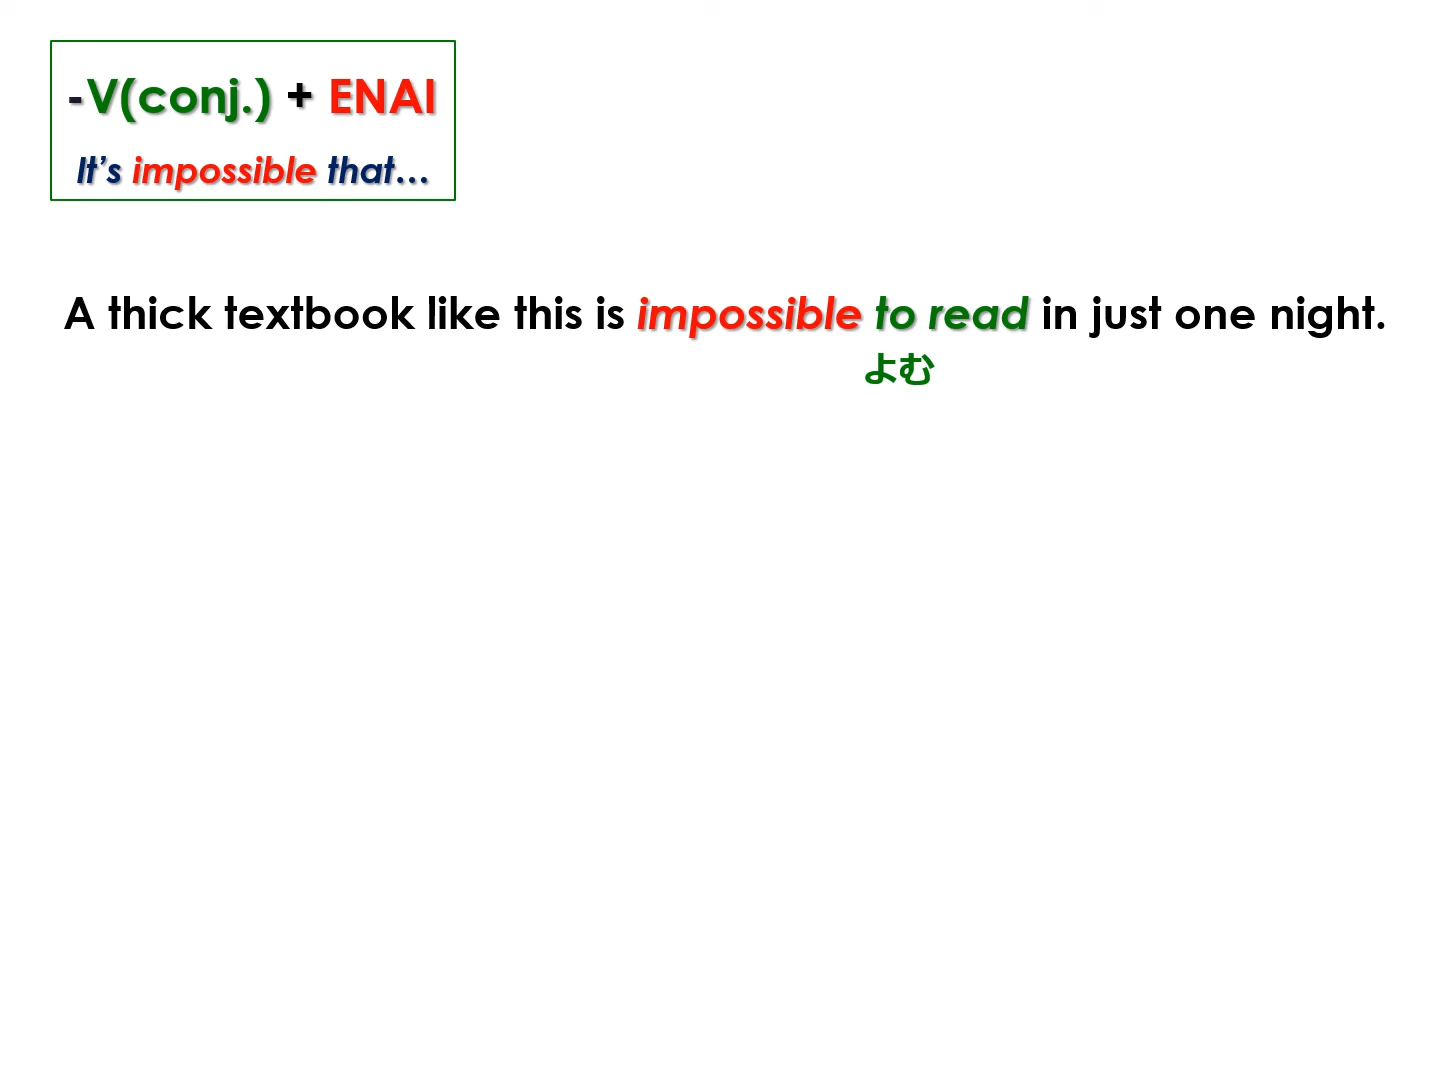 -V(conj.) + ENAI
It’s impossible that…
A thick textbook like this is impossible to read in just one night.
よむ